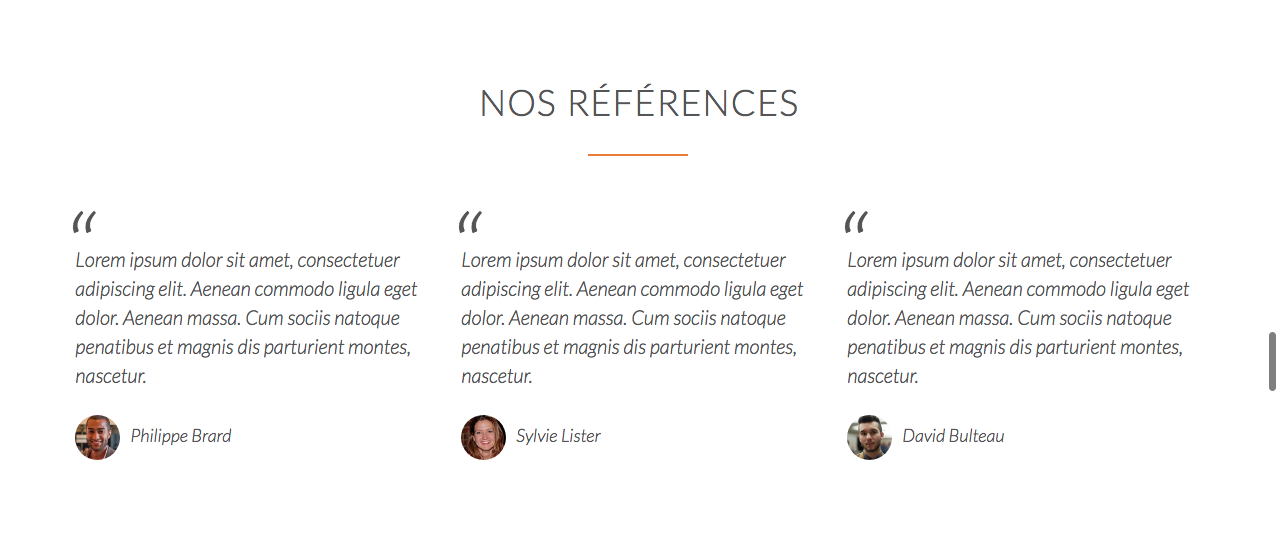 NOS RÉFÉRENCES
“
Lorem ipsum dolor sit amet, consectetuer
adipiscing elit. Aenean commodo ligula eget
dolor. Aenean massa. Cum sociis natoque
penatibus et magnis dis parturient montes,
nascetur.
Philippe Brard
“
Lorem ipsum dolor sit amet, consectetuer
adipiscing elit. Aenean commodo ligula eget
dolor. Aenean massa. Cum sociis natoque
penatibus et magnis dis parturient montes,
nascetur.
Sylvie Lister
“
Lorem ipsum dolor sit amet, consectetuer
adipiscing elit. Aenean commodo ligula eget
dolor. Aenean massa. Cum sociis natoque
penatibus et magnis dis parturient montes,
nascetur.
David Bulteau